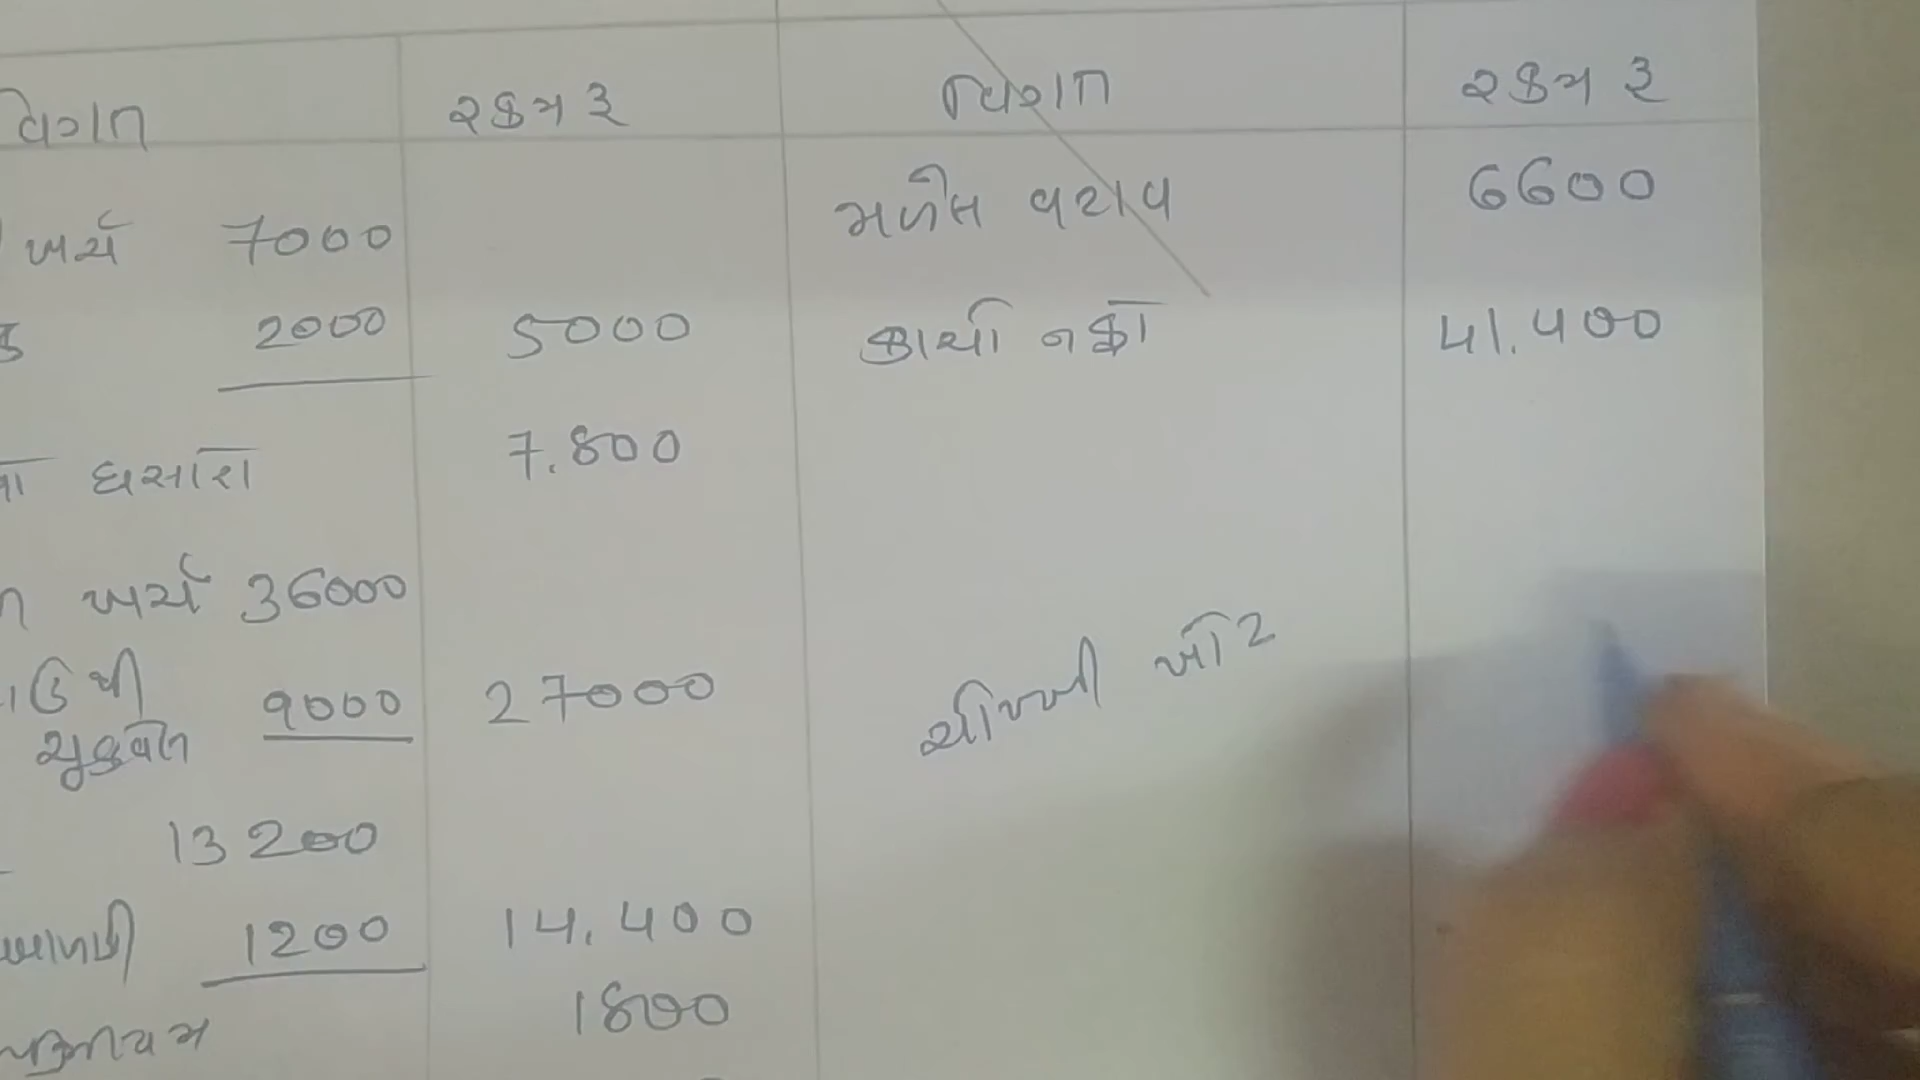 વિગત રકમ રૂ વિગત રકમ રૂ
ખર્ચ 7000 મળેલ વટાવ 6600
2000 5000 કાચો નફો 41.400
ઘસારા 7.800
ખર્ચ 36000
થી 9000 27000 ચોખ્ખી ખોટ
ચુકવેલ
13200
1200 14.400
1800